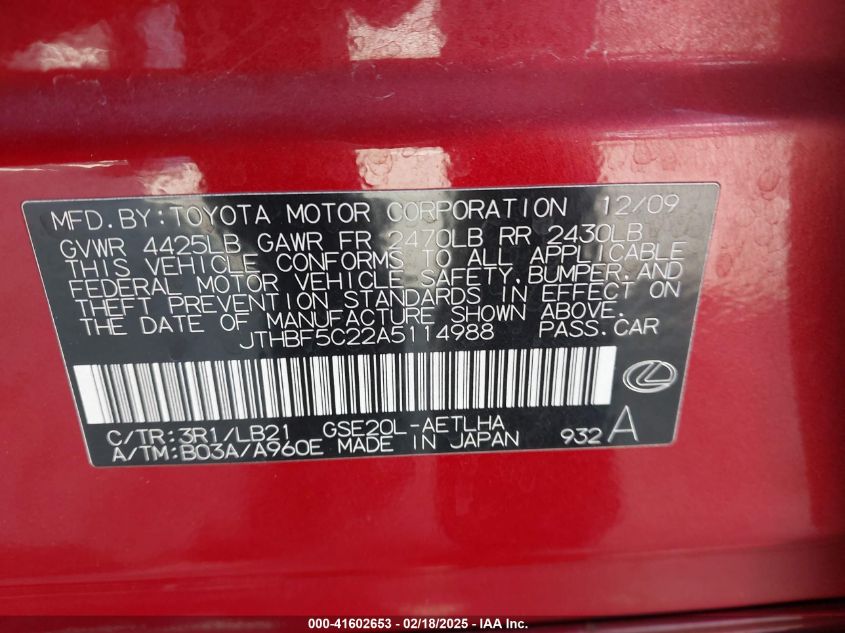 MFD. BY: TOYOTA MOTOR CORPORATION 12/09
GVWR 4425LB GAWR FR 2470LB RR 2430LB
THIS VEHICLE CONFORMS TO ALL APPLICABLE
FEDERAL MOTOR VEHICLE SAFETY, BUMPER, AND
THEFT PREVENTION STANDARDS IN EFFECT ON
THE DATE OF MANUFACTURE SHOWN ABOVE.
JTHBF5C22A5114988 PASS. CAR
C/TR: 3R1/LB21 GSE20L-AETLHA
A/TM: B03A/A960E MADE IN JAPAN 932 A
000-41602653 - 02/18/2025 - IAA Inc.